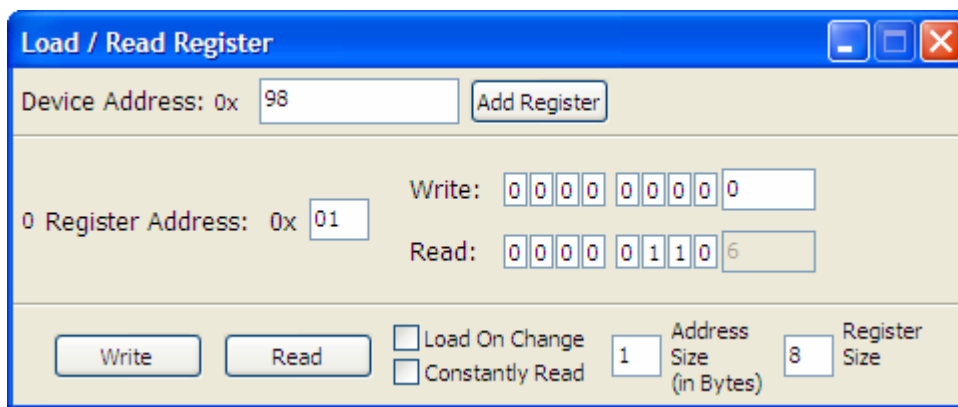 Load / Read Register
Device Address: 0x 98 Add Register
Write: 0 0 0 0 0 0 0 0 0
0 Register Address: 0x 01
Read: 0 0 0 0 0 1 1 0 6
Write Read
Load On Change
Constantly Read
1 Address
Size
(in Bytes)
8 Register
Size